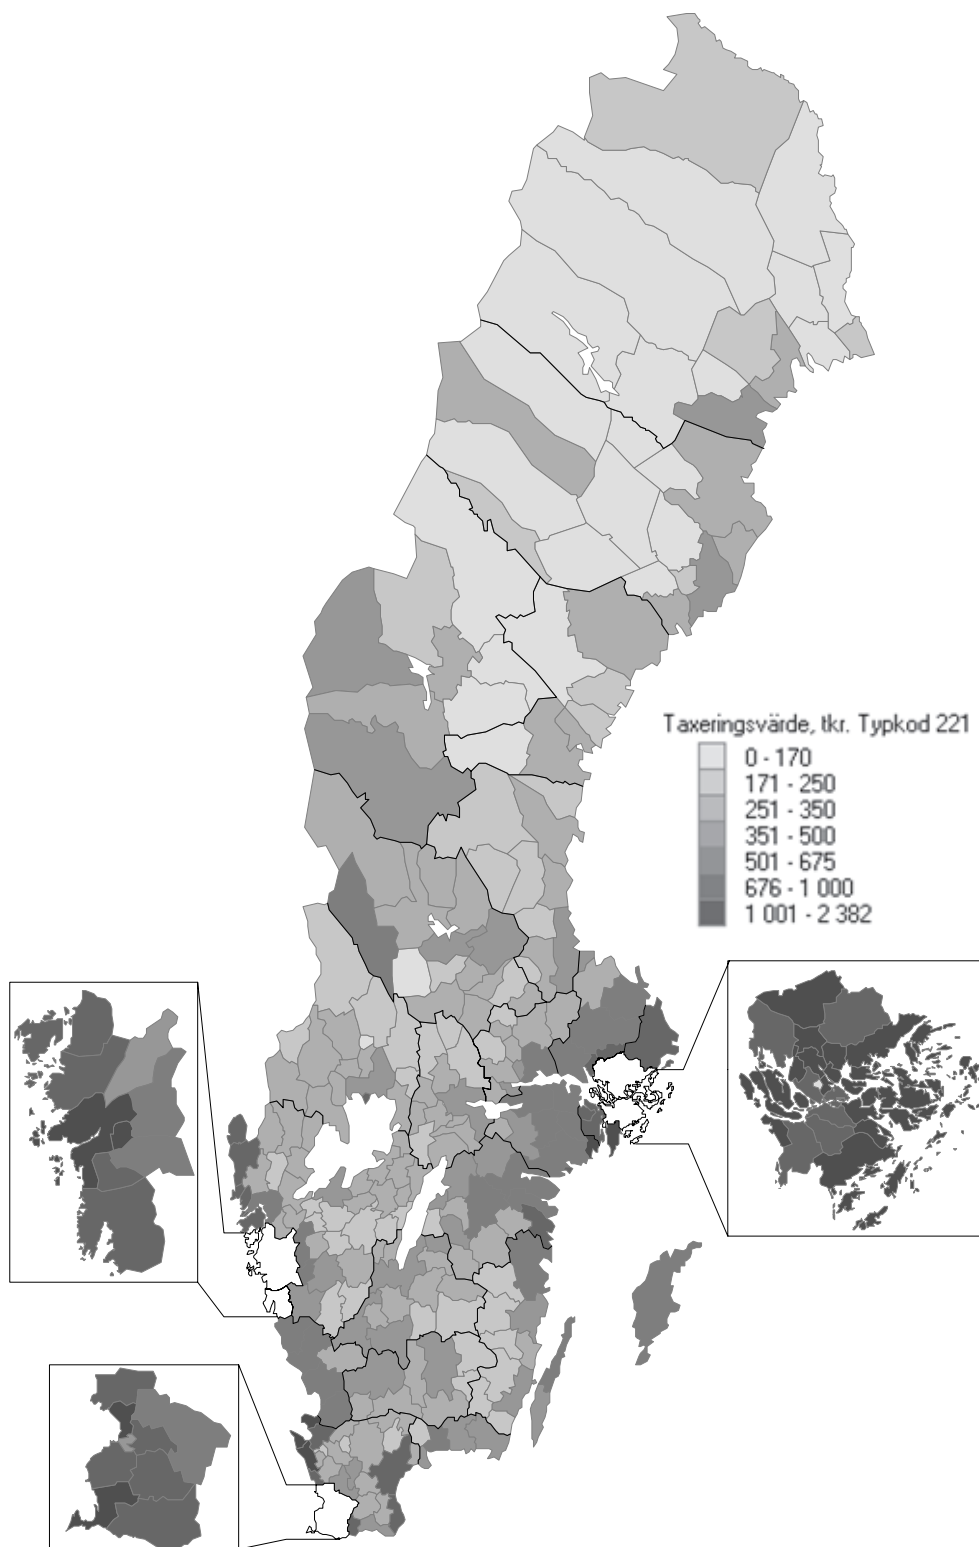 Taxeringsvärde, tkr. Typkod 221
0 - 170
171 - 250
251 - 350
351 - 500
501 - 675
676 - 1 000
1 001 - 2 382